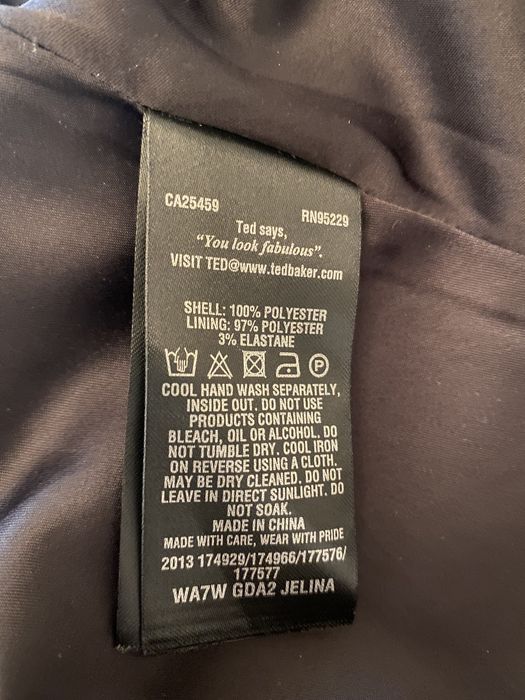 CA25459 RN95229
Ted says,
"You look fabulous".
VISIT TED@www.tedbaker.com
SHELL: 100% POLYESTER
LINING: 97% POLYESTER
3% ELASTANE
P
COOL HAND WASH SEPARATELY,
INSIDE OUT. DO NOT USE
PRODUCTS CONTAINING
BLEACH, OIL OR ALCOHOL. DO
NOT TUMBLE DRY. COOL IRON
ON REVERSE USING A CLOTH.
MAY BE DRY CLEANED. DO NOT
LEAVE IN DIRECT SUNLIGHT. DO
NOT SOAK.
MADE IN CHINA
MADE WITH CARE, WEAR WITH PRIDE
2013 174929/174966/177576/
177577
WA7W GDA2 JELINA